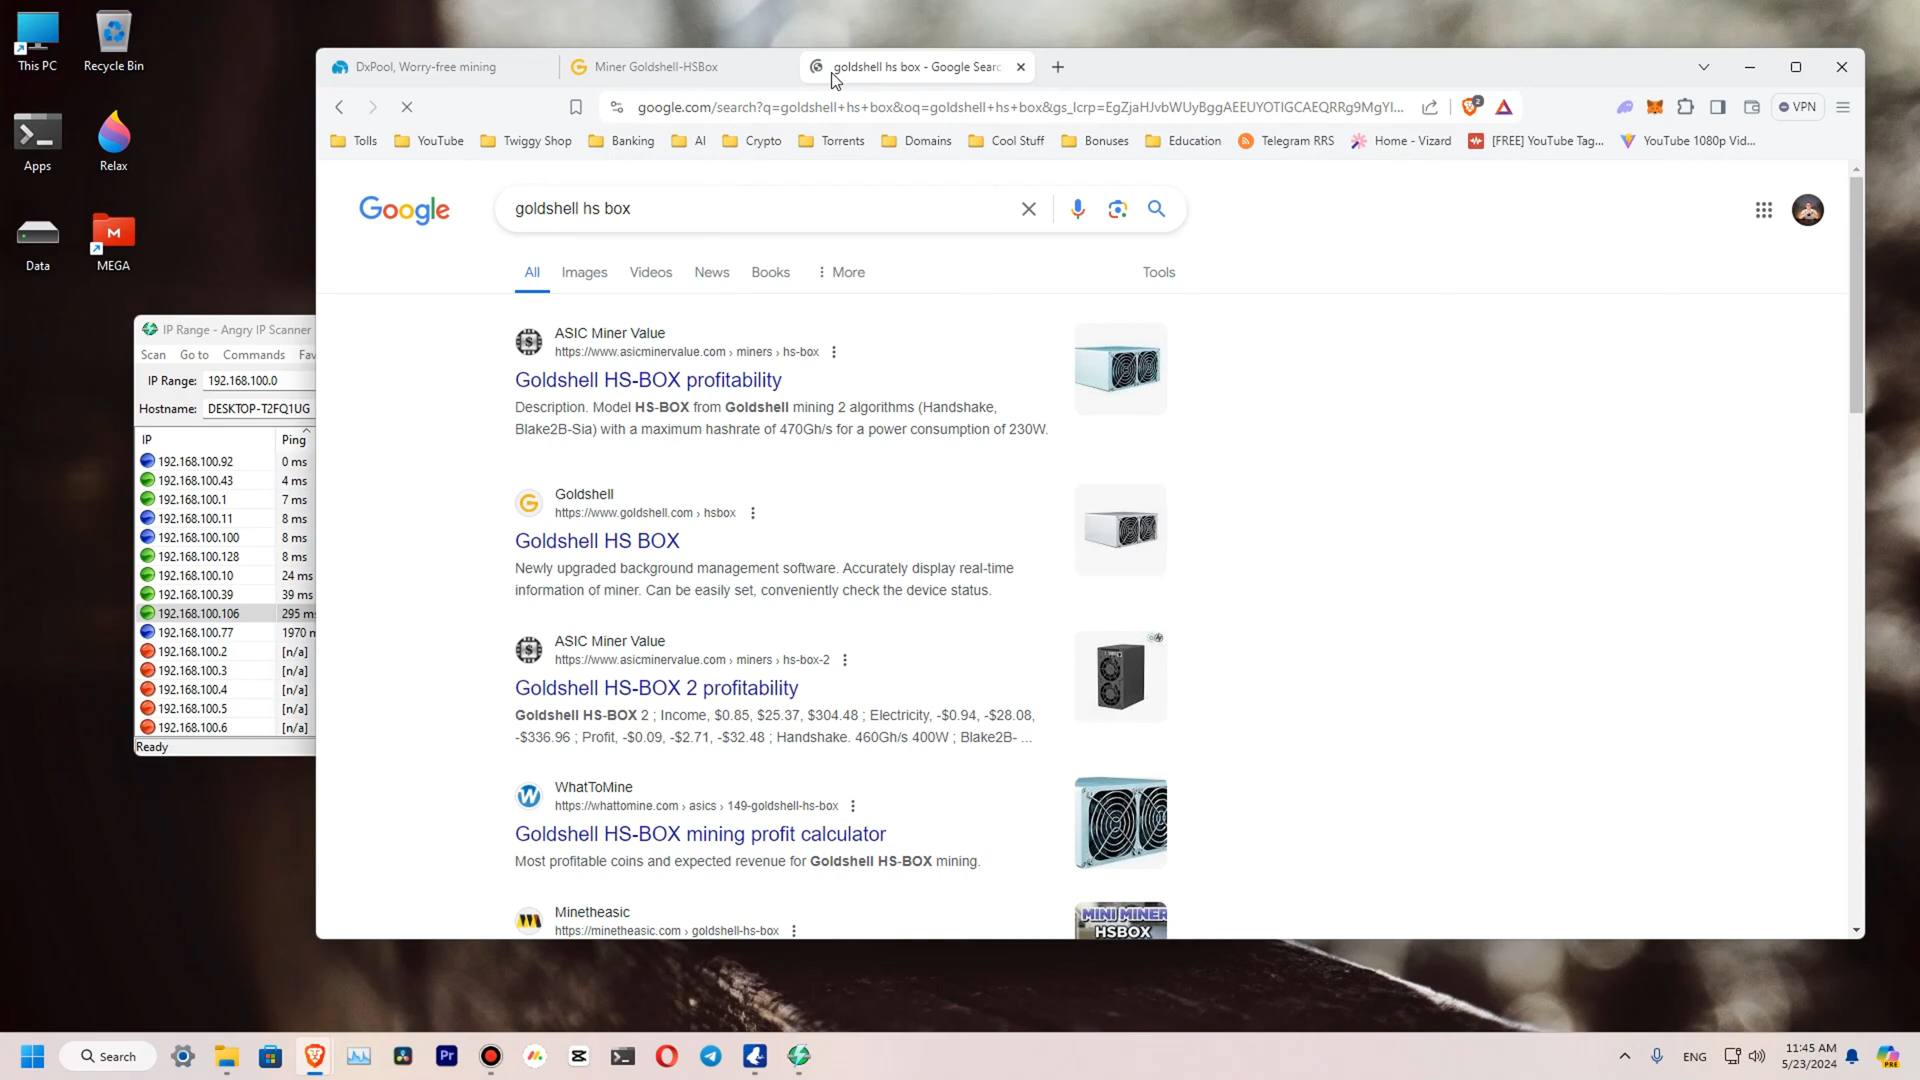 This PC
Recycle Bin
Apps
Relax
Data
M
MEGA
IP Range - Angry IP Scanner
Scan Go to Commands Fav
IP Range: 192.168.100.0
Hostname: DESKTOP-T2FQ1UG
IP Ping
192.168.100.92 0 ms
192.168.100.43 4 ms
192.168.100.1 7 ms
192.168.100.11 8 ms
192.168.100.100 8 ms
192.168.100.128 8 ms
192.168.100.10 24 ms
192.168.100.39 39 ms
192.168.100.106 295 ms
192.168.100.77 1970 m
192.168.100.2 [n/a]
192.168.100.3 [n/a]
192.168.100.4 [n/a]
192.168.100.5 [n/a]
192.168.100.6 [n/a]
Ready
DxPool, Worry-free mining
Miner Goldshell-HSBox
goldshell hs box - Google Searc
google.com/search?q=goldshell+hs+box&oq=goldshell+hs+box&gs_lcrp=EgZjaHJvbWUyBggAEEUYOTIGCAEQRRg9MgYI...
2
VPN
Tolls YouTube Twiggy Shop Banking AI Crypto Torrents Domains Cool Stuff Bonuses Education Telegram RRS Home - Vizard [FREE] YouTube Tag... YouTube 1080p Vid...
Google
goldshell hs box
All Images Videos News Books More Tools
ASIC Miner Value
https://www.asicminervalue.com › miners › hs-box
Goldshell HS-BOX profitability
Description. Model HS-BOX from Goldshell mining 2 algorithms (Handshake,
Blake2B-Sia) with a maximum hashrate of 470Gh/s for a power consumption of 230W.
Goldshell
https://www.goldshell.com › hsbox
Goldshell HS BOX
Newly upgraded background management software. Accurately display real-time
information of miner. Can be easily set, conveniently check the device status.
ASIC Miner Value
https://www.asicminervalue.com › miners › hs-box-2
Goldshell HS-BOX 2 profitability
Goldshell HS-BOX 2 ; Income, $0.85, $25.37, $304.48 ; Electricity, -$0.94, -$28.08,
-$336.96 ; Profit, -$0.09, -$2.71, -$32.48 ; Handshake. 460Gh/s 400W ; Blake2B- ...
WhatToMine
https://whattomine.com › asics › 149-goldshell-hs-box
Goldshell HS-BOX mining profit calculator
Most profitable coins and expected revenue for Goldshell HS-BOX mining.
Minetheasic
https://minetheasic.com › goldshell-hs-box
MINI MINER
HSBOX
Search
Pr
ENG
11:45 AM
5/23/2024
PRE